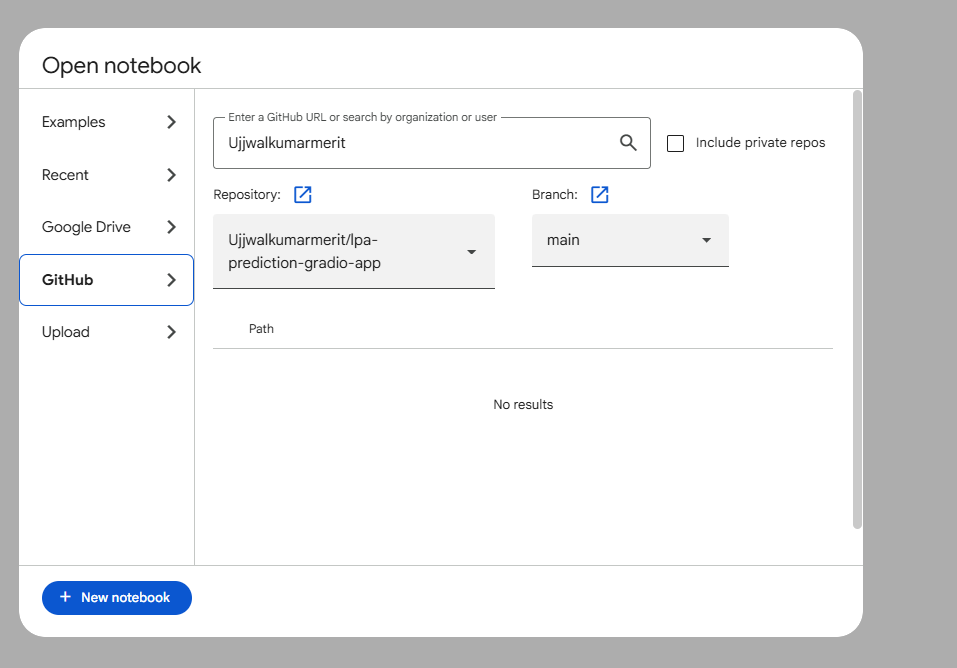 Open notebook
Examples
Recent
Google Drive
GitHub
Upload
Enter a GitHub URL or search by organization or user
Ujjwalkumarmerit
Include private repos
Repository:
Branch:
Ujjwalkumarmerit/lpa-
prediction-gradio-app
main
Path
No results
+ New notebook